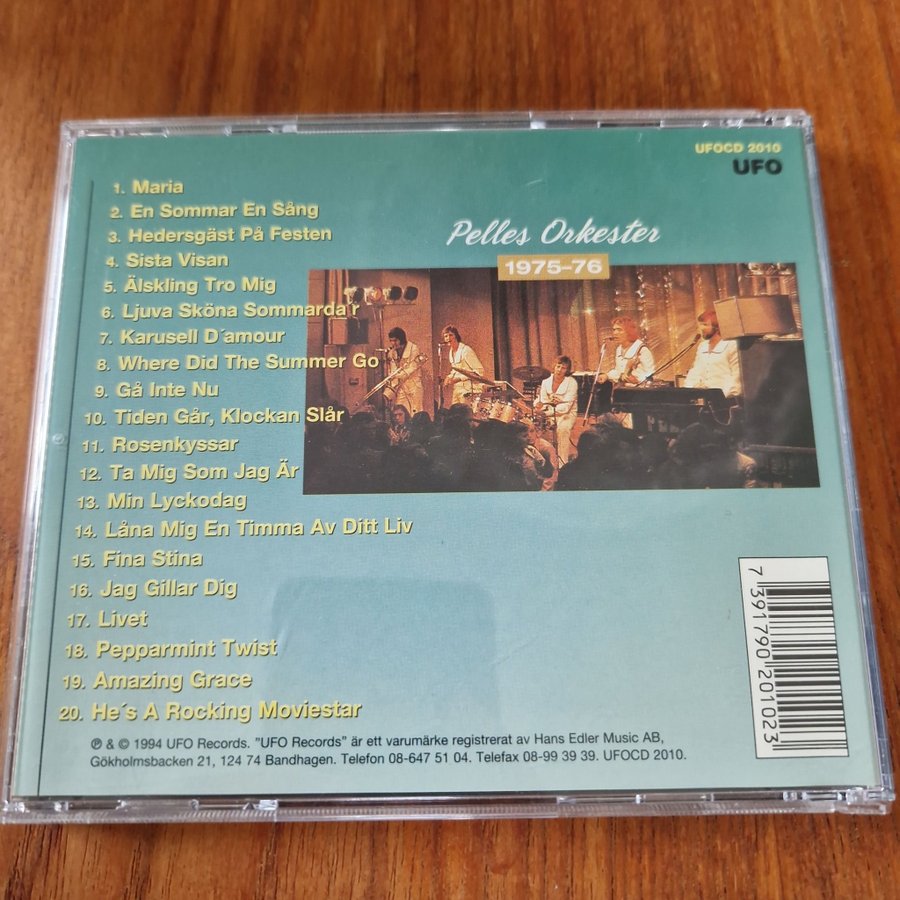 UFOCD 2010
UFO
Pelles Orkester
1975-76
1. Maria
2. En Sommar En Sång
3. Hedersgäst På Festen
4. Sista Visan
5. Älskling Tro Mig
6. Ljuva Sköna Sommarda´r
7. Karusell D´amour
8. Where Did The Summer Go
9. Gå Inte Nu
10. Tiden Går, Klockan Slår
11. Rosenkyssar
12. Ta Mig Som Jag Är
13. Min Lyckodag
14. Låna Mig En Timma Av Ditt Liv
15. Fina Stina
16. Jag Gillar Dig
17. Livet
18. Pepparmint Twist
19. Amazing Grace
20. He´s A Rocking Moviestar
7 391790 201023
℗ & © 1994 UFO Records. "UFO Records" är ett varumärke registrerat av Hans Edler Music AB,
Gökholmsbacken 21, 124 74 Bandhagen. Telefon 08-647 51 04. Telefax 08-99 39 39. UFOCD 2010.